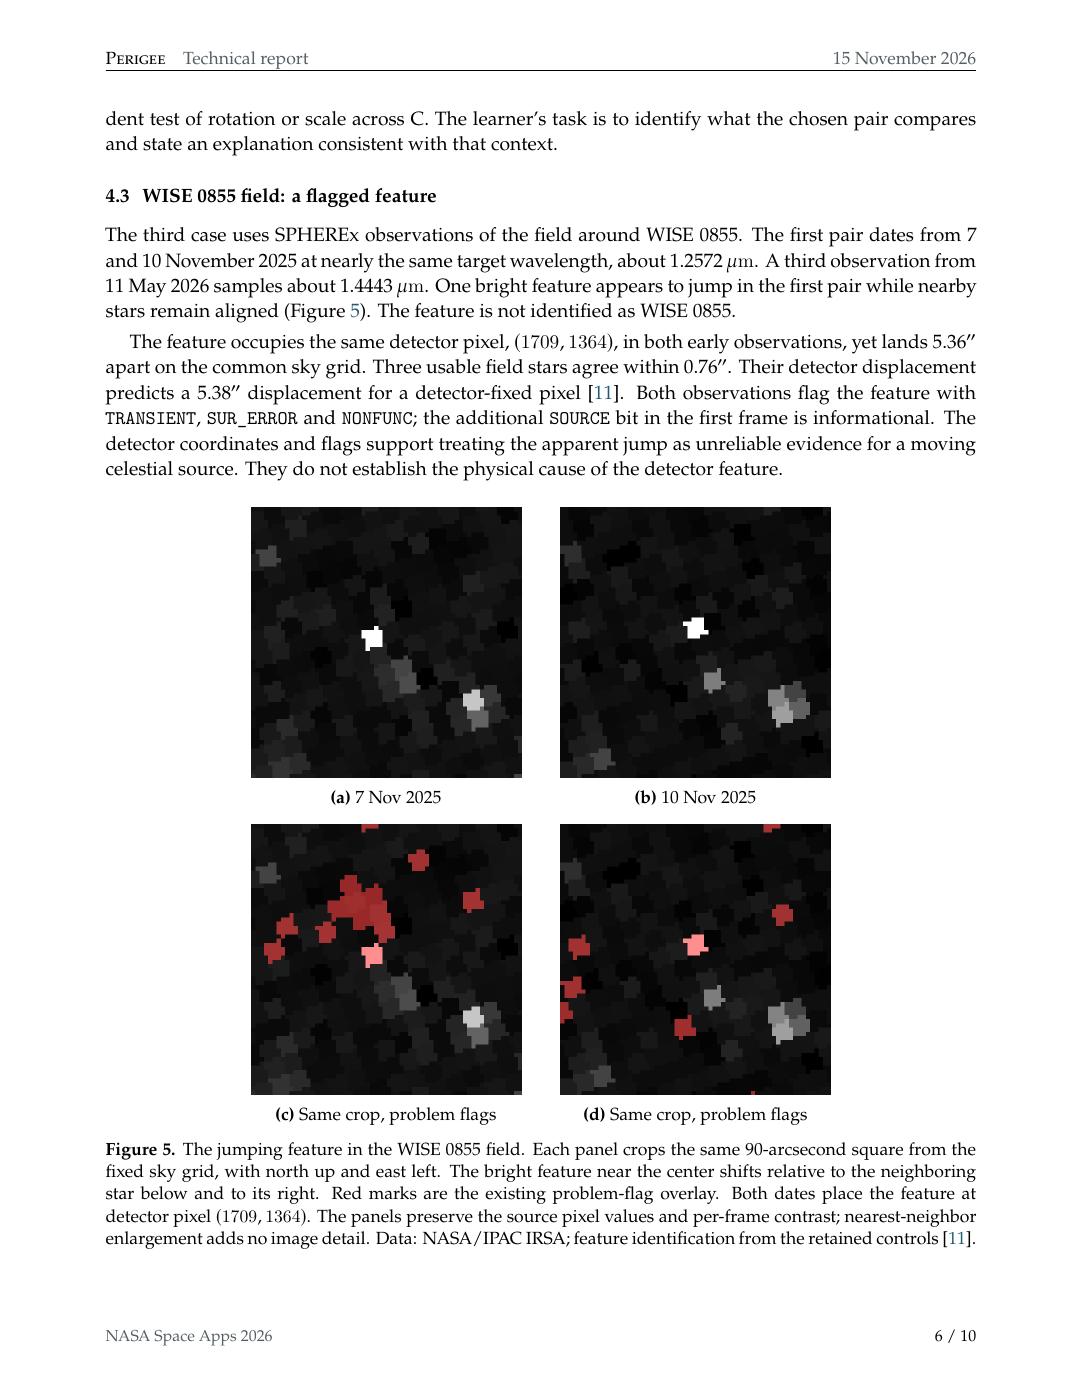 PERIGEE Technical report 15 November 2026
dent test of rotation or scale across C. The learner's task is to identify what the chosen pair compares
and state an explanation consistent with that context.
4.3 WISE 0855 field: a flagged feature
The third case uses SPHEREx observations of the field around WISE 0855. The first pair dates from 7
and 10 November 2025 at nearly the same target wavelength, about 1.2572 μm. A third observation from
11 May 2026 samples about 1.4443 μm. One bright feature appears to jump in the first pair while nearby
stars remain aligned (Figure 5). The feature is not identified as WISE 0855.
The feature occupies the same detector pixel, (1709, 1364), in both early observations, yet lands 5.36″
apart on the common sky grid. Three usable field stars agree within 0.76″. Their detector displacement
predicts a 5.38″ displacement for a detector-fixed pixel [11]. Both observations flag the feature with
TRANSIENT, SUR_ERROR and NONFUNC; the additional SOURCE bit in the first frame is informational. The
detector coordinates and flags support treating the apparent jump as unreliable evidence for a moving
celestial source. They do not establish the physical cause of the detector feature.
(a) 7 Nov 2025
(b) 10 Nov 2025
(c) Same crop, problem flags
(d) Same crop, problem flags
Figure 5. The jumping feature in the WISE 0855 field. Each panel crops the same 90-arcsecond square from the
fixed sky grid, with north up and east left. The bright feature near the center shifts relative to the neighboring
star below and to its right. Red marks are the existing problem-flag overlay. Both dates place the feature at
detector pixel (1709, 1364). The panels preserve the source pixel values and per-frame contrast; nearest-neighbor
enlargement adds no image detail. Data: NASA/IPAC IRSA; feature identification from the retained controls [11].
NASA Space Apps 2026 6 / 10